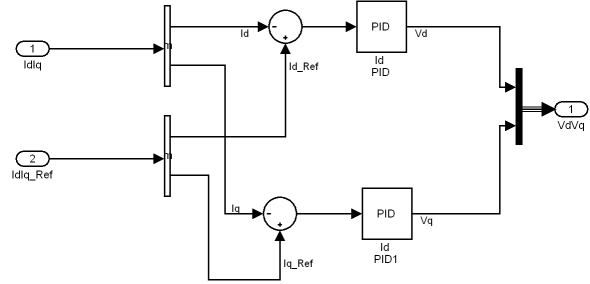 Id
-
+
PID
Vd
Id
PID
1
IdIq
m
Id_Ref
1
VdVq
2
IdIq_Ref
m
Iq
-
+
PID
Vq
Id
PID1
Iq_Ref